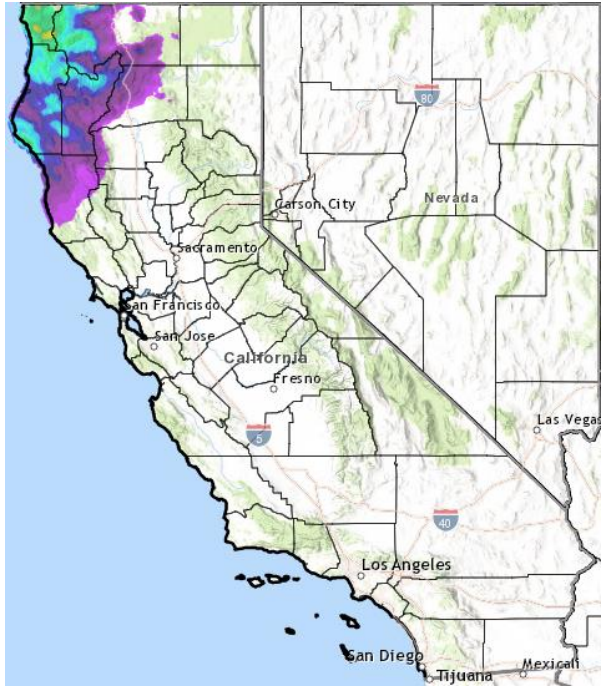 80
Nevada
Carson City
Sacramento
San Francisco
San Jose
California
Fresno
Las Vegas
5
40
Los Angeles
San Diego
Tijuana
Mexicali